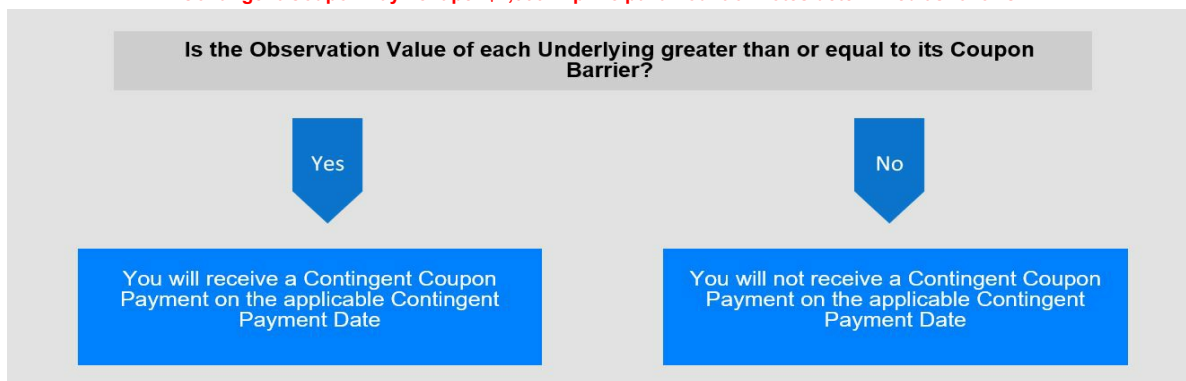 Is the Observation Value of each Underlying greater than or equal to its Coupon
Barrier?
Yes
No
You will receive a Contingent Coupon
Payment on the applicable Contingent
Payment Date
You will not receive a Contingent Coupon
Payment on the applicable Contingent
Payment Date